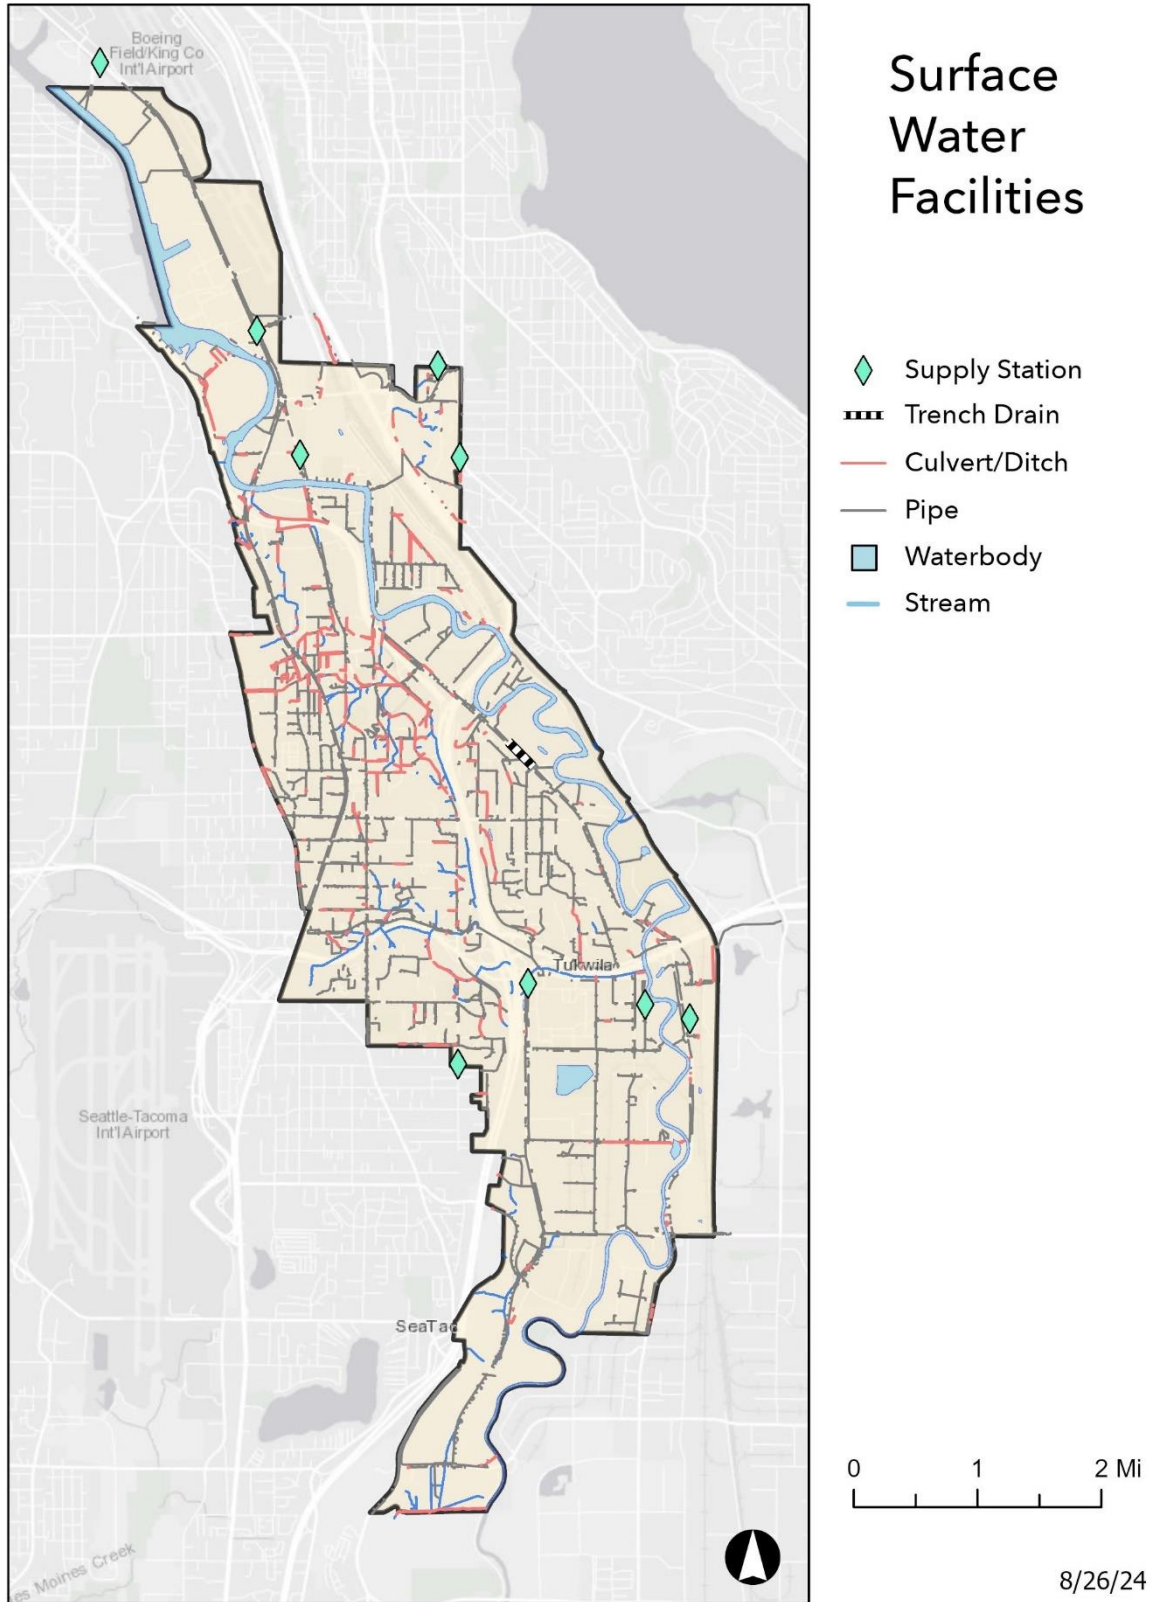 Boeing
Field/King Co
Int'l Airport
Surface
Water
Facilities
Supply Station
Trench Drain
Culvert/Ditch
Pipe
Waterbody
Stream
Tukwila
Seattle-Tacoma
Int'l Airport
SeaTac
0 1 2 Mi
es Moines Creek
8/26/24